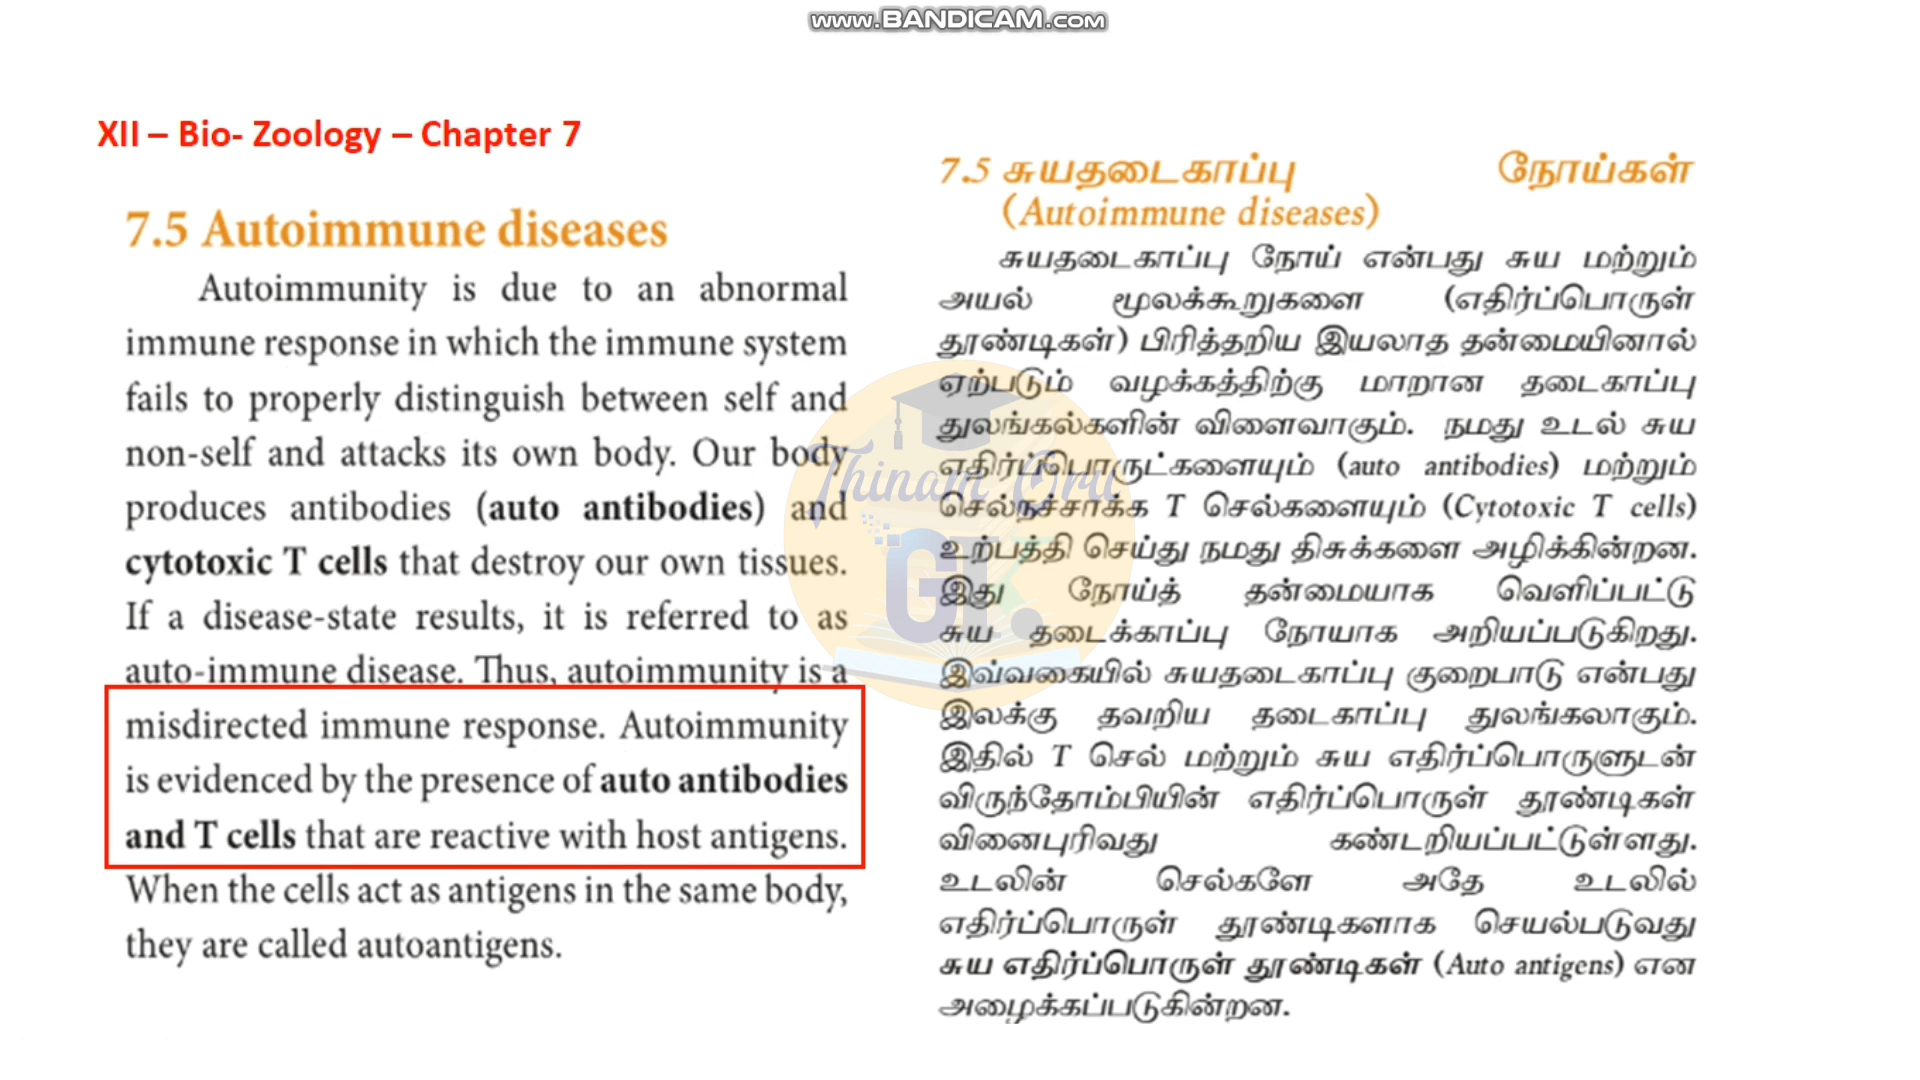 www.BANDICAM.com
XII – Bio- Zoology – Chapter 7
7.5 Autoimmune diseases
Autoimmunity is due to an abnormal
immune response in which the immune system
fails to properly distinguish between self and
non-self and attacks its own body. Our body
produces antibodies (auto antibodies) and
cytotoxic T cells that destroy our own tissues.
If a disease-state results, it is referred to as
auto-immune disease. Thus, autoimmunity is a
misdirected immune response. Autoimmunity
is evidenced by the presence of auto antibodies
and T cells that are reactive with host antigens.
When the cells act as antigens in the same body,
they are called autoantigens.
7.5 சுயதடைகாப்பு நோய்கள்
(Autoimmune diseases)
சுயதடைகாப்பு நோய் என்பது சுய மற்றும்
அயல் மூலக்கூறுகளை (எதிர்ப்பொருள்
தூண்டிகள்) பிரித்தறிய இயலாத தன்மையினால்
ஏற்படும் வழக்கத்திற்கு மாறான தடைகாப்பு
துலங்கல்களின் விளைவாகும். நமது உடல் சுய
எதிர்ப்பொருட்களையும் (auto antibodies) மற்றும்
செல்நச்சாக்க T செல்களையும் (Cytotoxic T cells)
உற்பத்தி செய்து நமது திசுக்களை அழிக்கின்றன.
இது நோய்த் தன்மையாக வெளிப்பட்டு
சுய தடைக்காப்பு நோயாக அறியப்படுகிறது.
இவ்வகையில் சுயதடைகாப்பு குறைபாடு என்பது
இலக்கு தவறிய தடைகாப்பு துலங்கலாகும்.
இதில் T செல் மற்றும் சுய எதிர்ப்பொருளுடன்
விருந்தோம்பியின் எதிர்ப்பொருள் தூண்டிகள்
வினைபுரிவது கண்டறியப்பட்டுள்ளது.
உடலின் செல்களே அதே உடலில்
எதிர்ப்பொருள் தூண்டிகளாக செயல்படுவது
சுய எதிர்ப்பொருள் தூண்டிகள் (Auto antigens) என
அழைக்கப்படுகின்றன.
Thinam Oru
GK